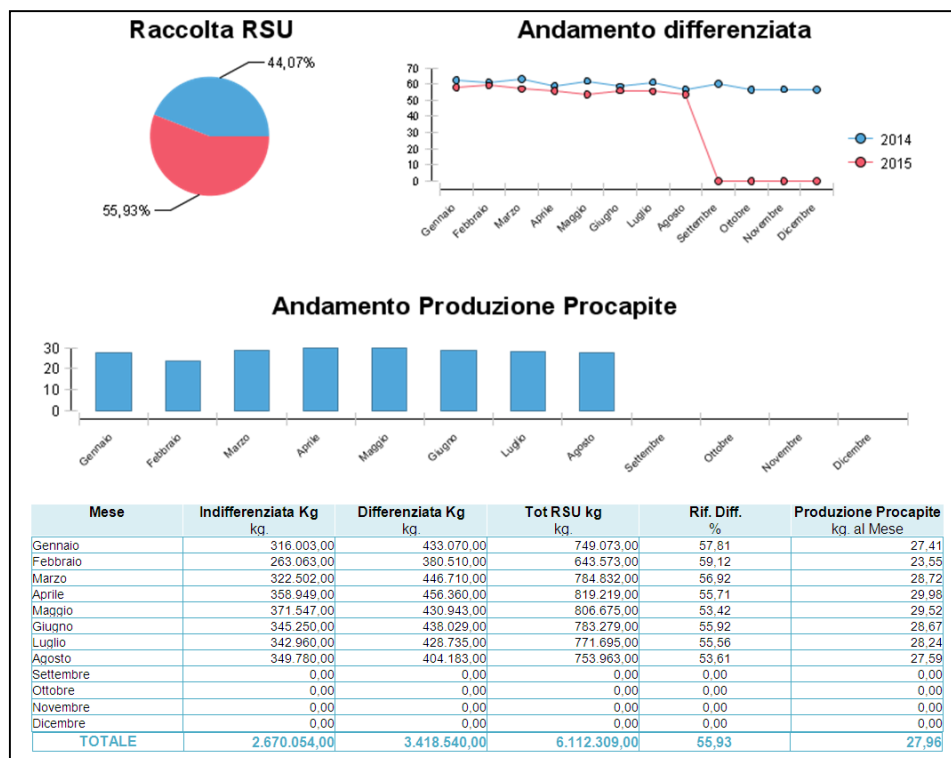 Raccolta RSU
44,07%
55,93%
Andamento differenziata
70
60
50
40
30
20
10
0
Gennaio
Febbraio
Marzo
Aprile
Maggio
Giugno
Luglio
Agosto
Settembre
Ottobre
Novembre
Dicembre
2014
2015
Andamento Produzione Procapite
30
20
10
0
Gennaio
Febbraio
Marzo
Aprile
Maggio
Giugno
Luglio
Agosto
Settembre
Ottobre
Novembre
Dicembre
Mese Indifferenziata Kg Differenziata Kg Tot RSU kg Rif. Diff. Produzione Procapite
kg. kg. kg. % kg. al Mese
Gennaio 316.003,00 433.070,00 749.073,00 57,81 27,41
Febbraio 263.063,00 380.510,00 643.573,00 59,12 23,55
Marzo 322.502,00 446.710,00 784.832,00 56,92 28,72
Aprile 358.949,00 456.360,00 819.219,00 55,71 29,98
Maggio 371.547,00 430.943,00 806.675,00 53,42 29,52
Giugno 345.250,00 438.029,00 783.279,00 55,92 28,67
Luglio 342.960,00 428.735,00 771.695,00 55,56 28,24
Agosto 349.780,00 404.183,00 753.963,00 53,61 27,59
Settembre 0,00 0,00 0,00 0,00 0,00
Ottobre 0,00 0,00 0,00 0,00 0,00
Novembre 0,00 0,00 0,00 0,00 0,00
Dicembre 0,00 0,00 0,00 0,00 0,00
TOTALE 2.670.054,00 3.418.540,00 6.112.309,00 55,93 27,96